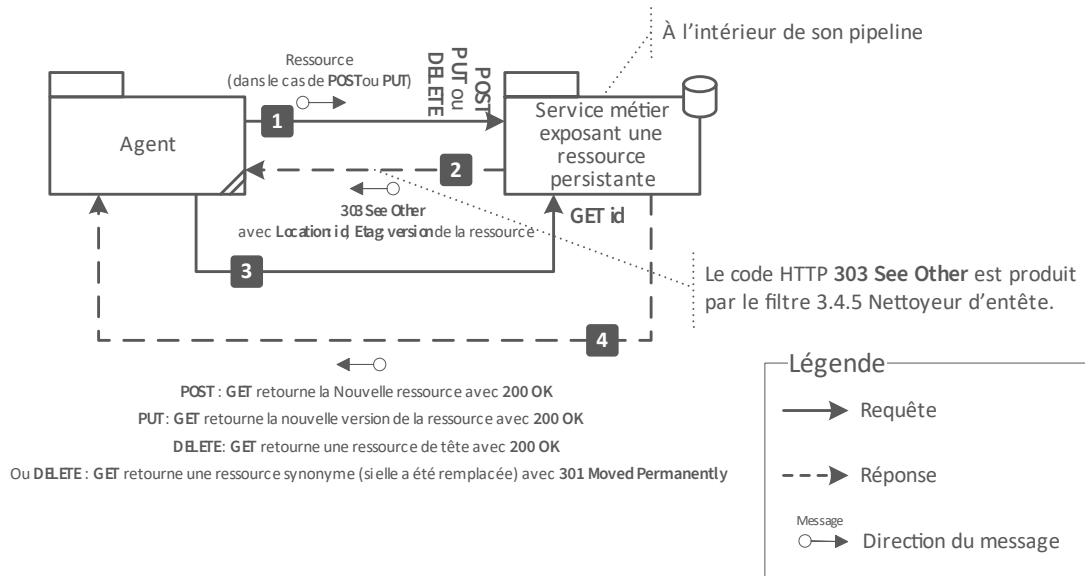 À l’intérieur de son pipeline
Ressource
(dans le cas de POST ou PUT)
POST
PUT ou
DELETE
1
Agent
Service métier
exposant une
ressource
persistante
2
303 See Other
avec Location: id, Etag: version de la ressource
GET id
3
Le code HTTP 303 See Other est produit
par le filtre 3.4.5 Nettoyeur d’entête.
4
POST : GET retourne la Nouvelle ressource avec 200 OK
PUT: GET retourne la nouvelle version de la ressource avec 200 OK
DELETE: GET retourne une ressource de tête avec 200 OK
Ou DELETE : GET retourne une ressource synonyme (si elle a été remplacée) avec 301 Moved Permanently
Légende
Requête
Réponse
Message
Direction du message